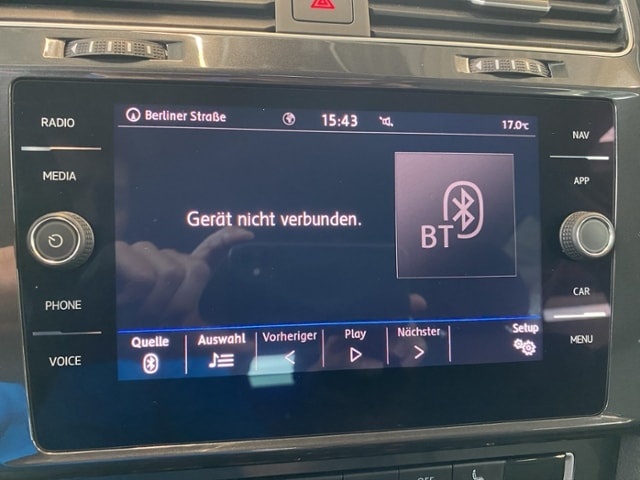 RADIO
MEDIA
PHONE
VOICE
Berliner Straße 15:43 17.0°C
Gerät nicht verbunden.
BT
Quelle Auswahl Vorheriger Play Nächster Setup
NAV
APP
CAR
MENU
OFF